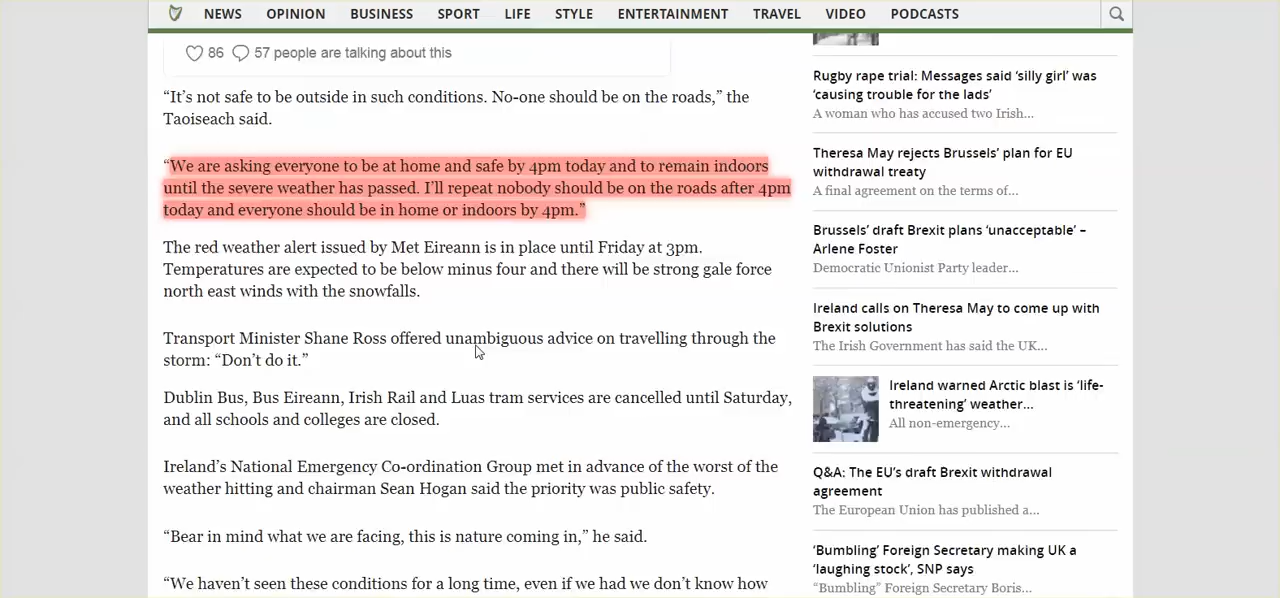 NEWS OPINION BUSINESS SPORT LIFE STYLE ENTERTAINMENT TRAVEL VIDEO PODCASTS
86 57 people are talking about this
“It’s not safe to be outside in such conditions. No-one should be on the roads,” the
Taoiseach said.
“We are asking everyone to be at home and safe by 4pm today and to remain indoors
until the severe weather has passed. I’ll repeat nobody should be on the roads after 4pm
today and everyone should be in home or indoors by 4pm.”
The red weather alert issued by Met Eireann is in place until Friday at 3pm.
Temperatures are expected to be below minus four and there will be strong gale force
north east winds with the snowfalls.
Transport Minister Shane Ross offered unambiguous advice on travelling through the
storm: “Don’t do it.”
Dublin Bus, Bus Eireann, Irish Rail and Luas tram services are cancelled until Saturday,
and all schools and colleges are closed.
Ireland’s National Emergency Co-ordination Group met in advance of the worst of the
weather hitting and chairman Sean Hogan said the priority was public safety.
“Bear in mind what we are facing, this is nature coming in,” he said.
“We haven’t seen these conditions for a long time, even if we had we don’t know how
Rugby rape trial: Messages said ‘silly girl’ was
‘causing trouble for the lads’
A woman who has accused two Irish...
Theresa May rejects Brussels’ plan for EU
withdrawal treaty
A final agreement on the terms of...
Brussels’ draft Brexit plans ‘unacceptable’ –
Arlene Foster
Democratic Unionist Party leader...
Ireland calls on Theresa May to come up with
Brexit solutions
The Irish Government has said the UK...
Ireland warned Arctic blast is ‘life-
threatening’ weather...
All non-emergency...
Q&A: The EU’s draft Brexit withdrawal
agreement
The European Union has published a...
‘Bumbling’ Foreign Secretary making UK a
‘laughing stock’, SNP says
“Bumbling” Foreign Secretary Boris...